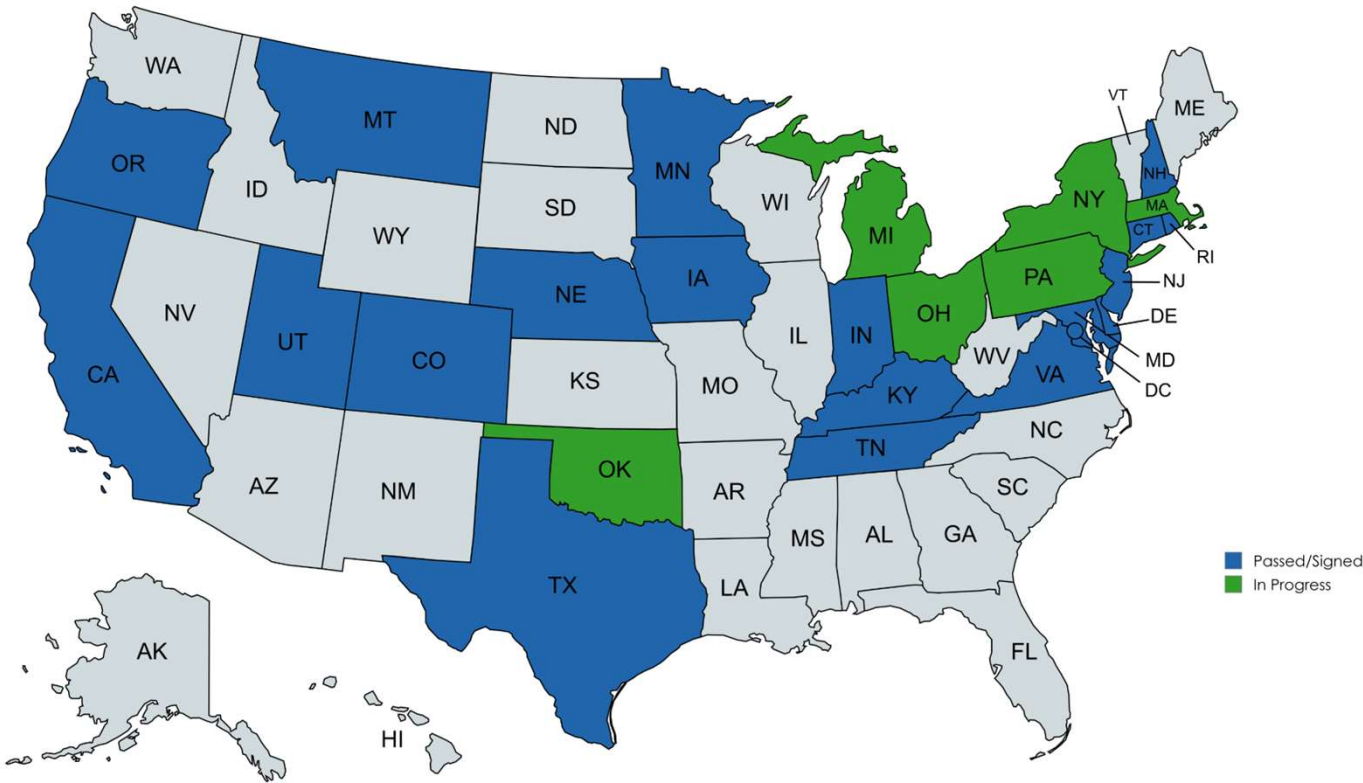 WA
MT
ND
MN
VT
ME
OR
ID
SD
WI
NH
NY
MA
WY
MI
CT
RI
IA
PA
NE
NJ
NV
OH
IL
IN
DE
UT
CO
WV
MD
CA
VA
DC
KS
MO
KY
NC
TN
OK
AZ
NM
AR
SC
MS
AL
GA
Passed/Signed
TX
LA
In Progress
AK
FL
HI